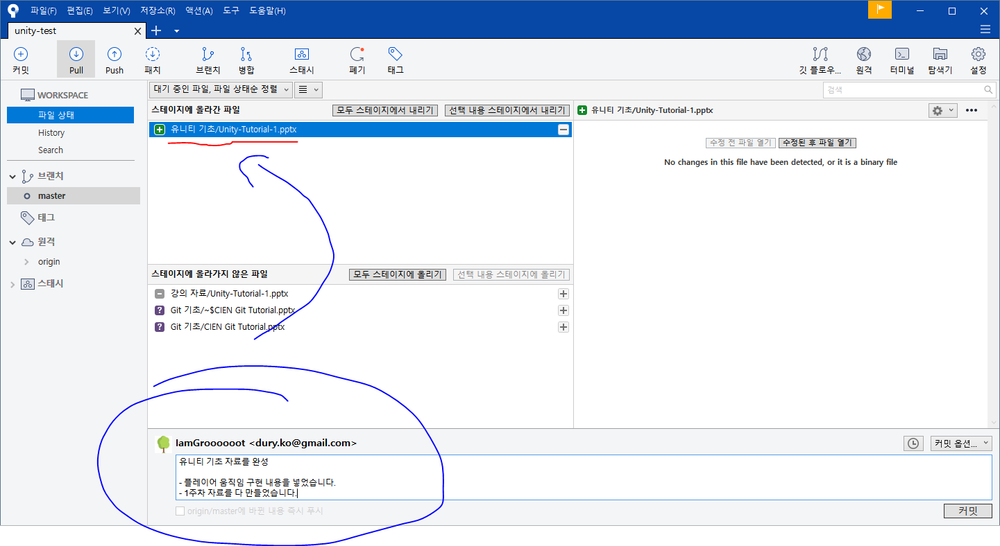 파일(F) 편집(E) 보기(V) 저장소(R) 액션(A) 도구 도움말(H)
unity-test
커밋 Pull Push 패치 브랜치 병합 스태시 폐기 태그 깃 플로우... 원격 터미널 탐색기 설정
WORKSPACE
파일 상태
History
Search
브랜치
master
태그
원격
origin
스태시
대기 중인 파일, 파일 상태순 정렬
검색
스테이지에 올라간 파일 모두 스테이지에서 내리기 선택 내용 스테이지에서 내리기
유니티 기초/Unity-Tutorial-1.pptx
스테이지에 올라가지 않은 파일 모두 스테이지에 올리기 선택 내용 스테이지에 올리기
강의 자료/Unity-Tutorial-1.pptx
Git 기초/~$CIEN Git Tutorial.pptx
Git 기초/CIEN Git Tutorial.pptx
유니티 기초/Unity-Tutorial-1.pptx
수정 전 파일 열기 수정된 후 파일 열기
No changes in this file have been detected, or it is a binary file
IamGroooooot <dury.ko@gmail.com>
커밋 옵션...
유니티 기초 자료를 완성
- 플레이어 움직임 구현 내용을 넣었습니다.
- 1주차 자료를 다 만들었습니다.
origin/master에 바뀐 내용 즉시 푸시
커밋